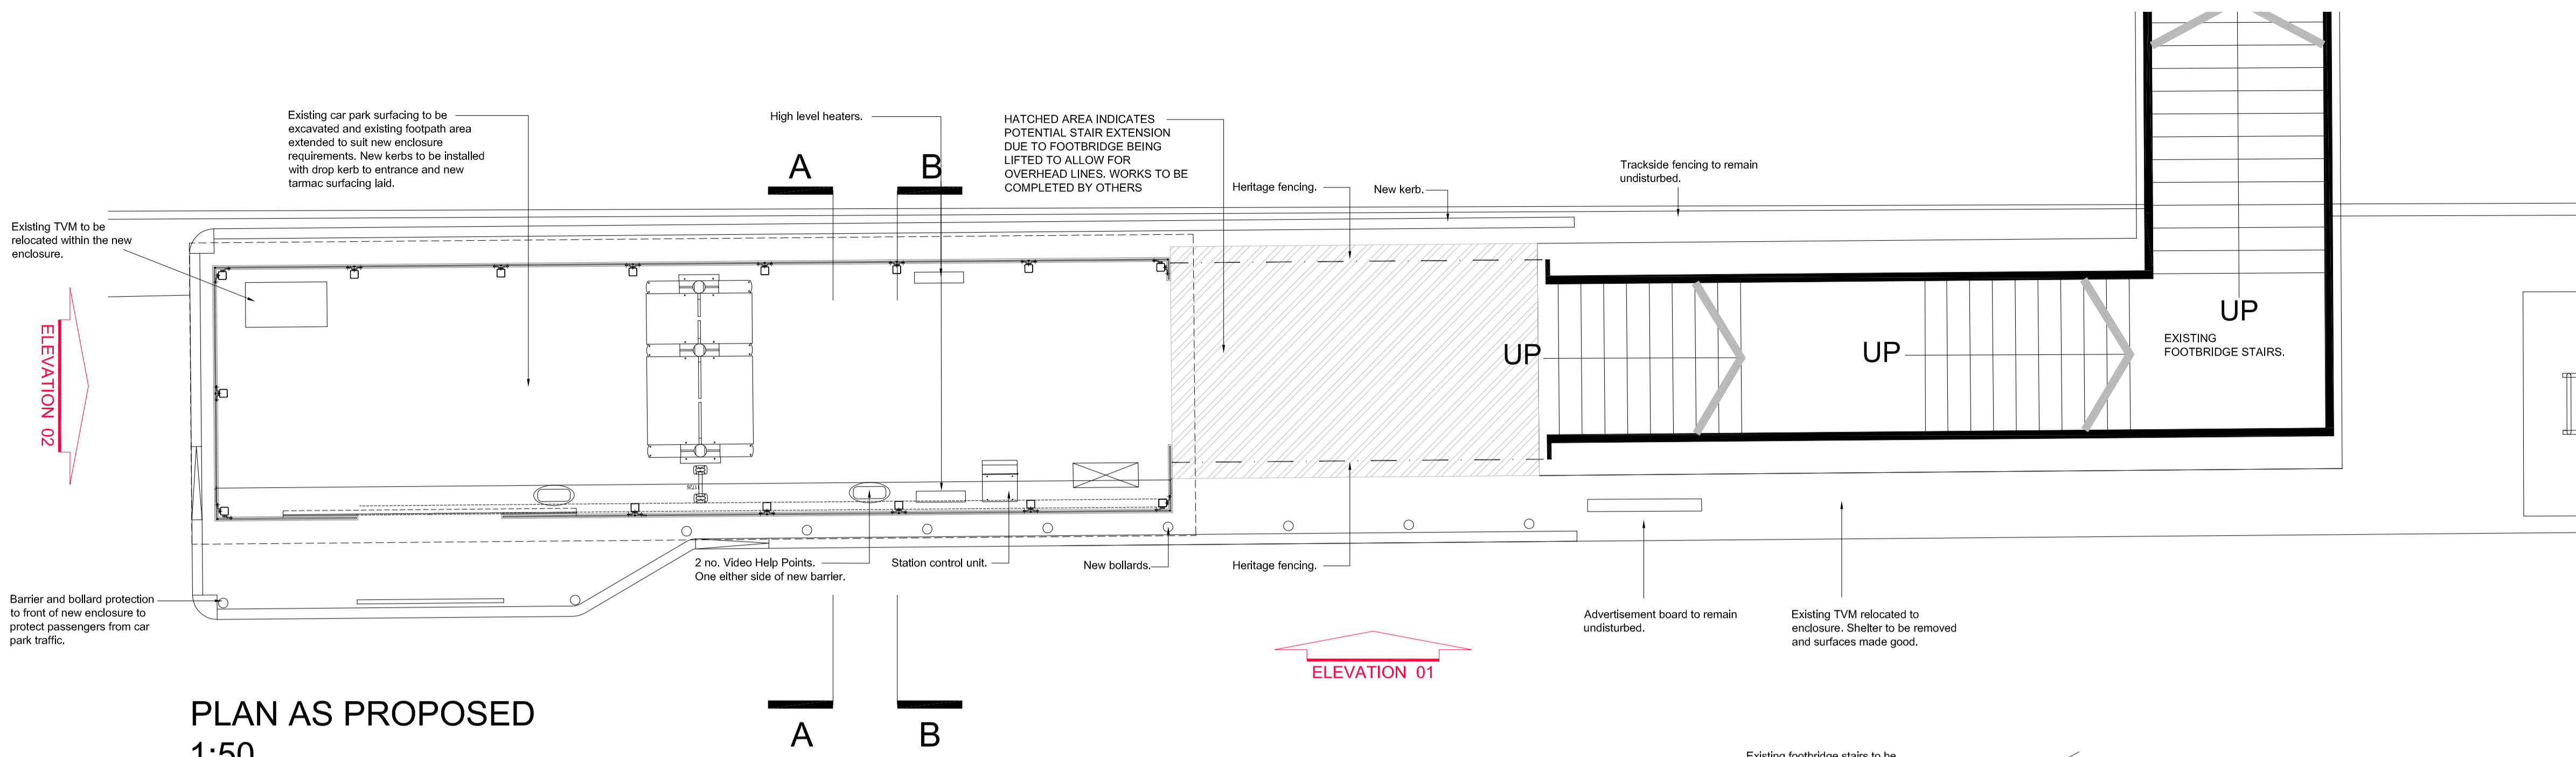 Existing car park surfacing to be
excavated and existing footpath area
extended to suit new enclosure
requirements. New kerbs to be installed
with drop kerb to entrance and new
tarmac surfacing laid.
High level heaters.
HATCHED AREA INDICATES
POTENTIAL STAIR EXTENSION
DUE TO FOOTBRIDGE BEING
LIFTED TO ALLOW FOR
OVERHEAD LINES. WORKS TO BE
COMPLETED BY OTHERS
A
B
Heritage fencing.
New kerb.
Trackside fencing to remain
undisturbed.
Existing TVM to be
relocated within the new
enclosure.
ELEVATION 02
UP
UP
UP
EXISTING
FOOTBRIDGE STAIRS.
2 no. Video Help Points.
One either side of new barrier.
Station control unit.
New bollards.
Heritage fencing.
Barrier and bollard protection
to front of new enclosure to
protect passengers from car
park traffic.
Advertisement board to remain
undisturbed.
Existing TVM relocated to
enclosure. Shelter to be removed
and surfaces made good.
ELEVATION 01
A
B
PLAN AS PROPOSED
1:50
Existing footbridge stairs to be